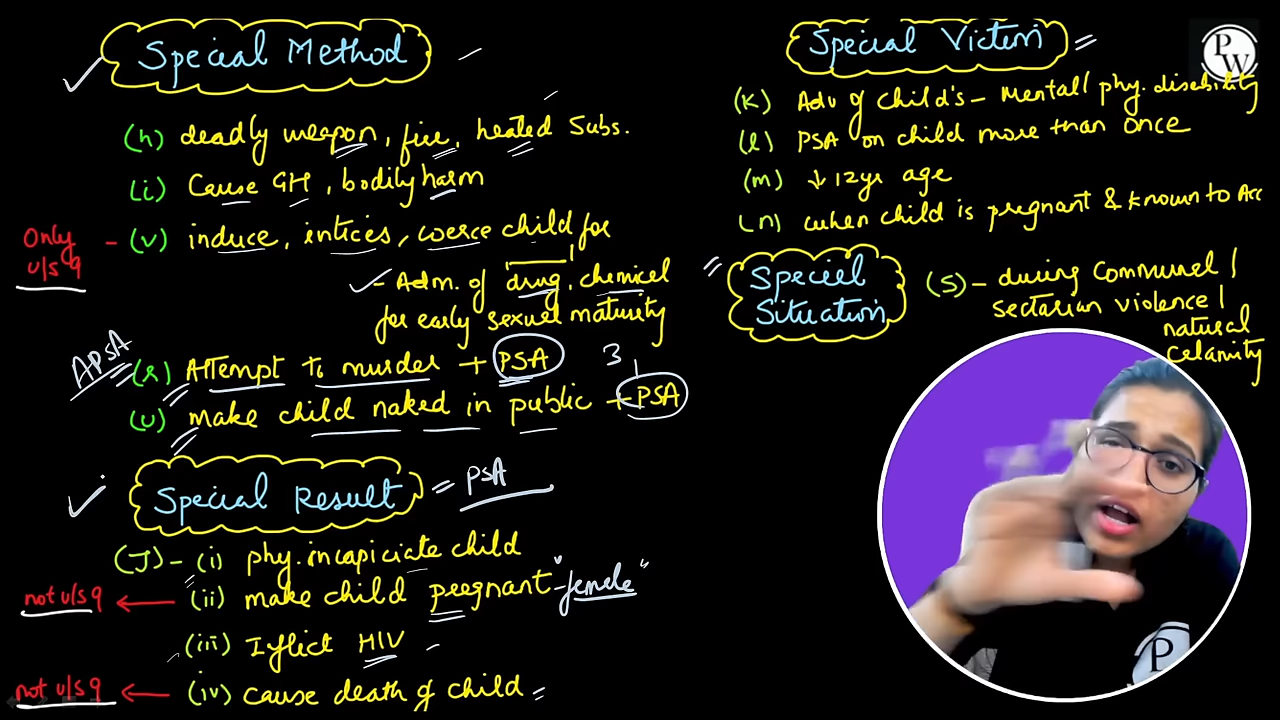 Special Method
(h) deadly weapon, fire, heated Subs.
(i) Cause GH, bodily harm
Only u/s 9 - (v) induce, intices, coerce child for
- Adm. of drug, chemical
for early sexual maturity
APSA
(r) Attempt to murder + PSA
3
(u) make child naked in public + PSA
Special Result = PSA
(J) - (i) phy. incapiciate child
not u/s 9 ← (ii) make child pregnant - "female"
(iii) Inflict HIV
not u/s 9 ← (iv) cause death of child =
Special Victim =
PW
(k) Adv of child's - Mental/ phy. disability
(l) PSA on child more than once
(m) ↓ 12yr age
(n) when child is pregnant & known to Acc
Special Situation
(S) - during Communal /
sectarian violence /
natural
calamity
P